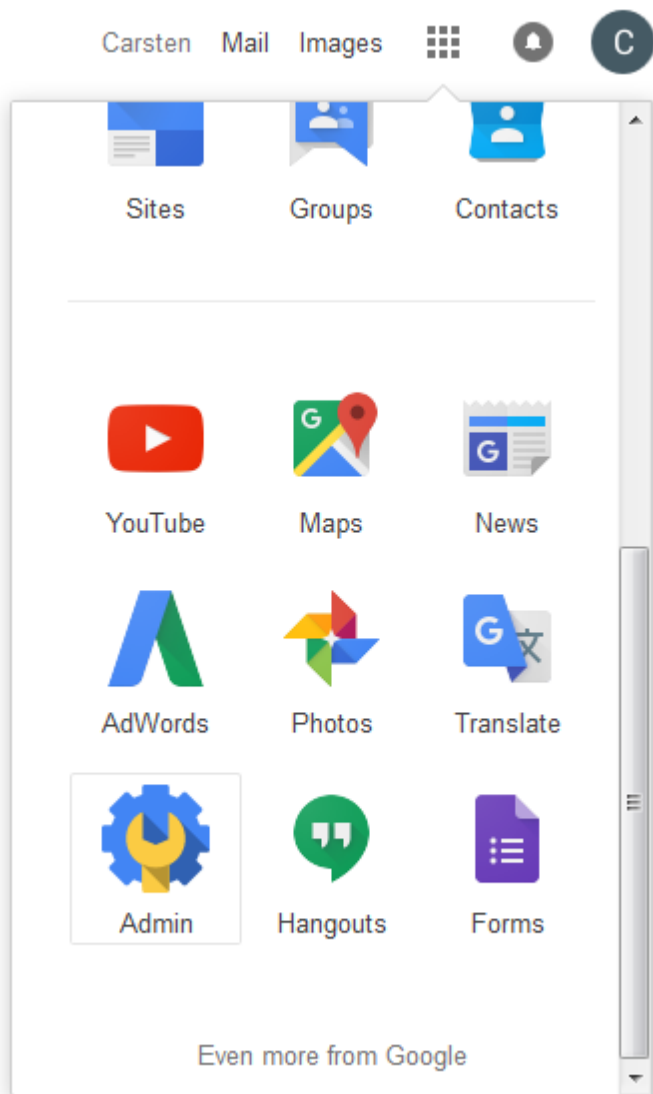 Carsten Mail Images C
Sites Groups Contacts
G G
YouTube Maps News
G 文
AdWords Photos Translate
Admin Hangouts Forms
Even more from Google